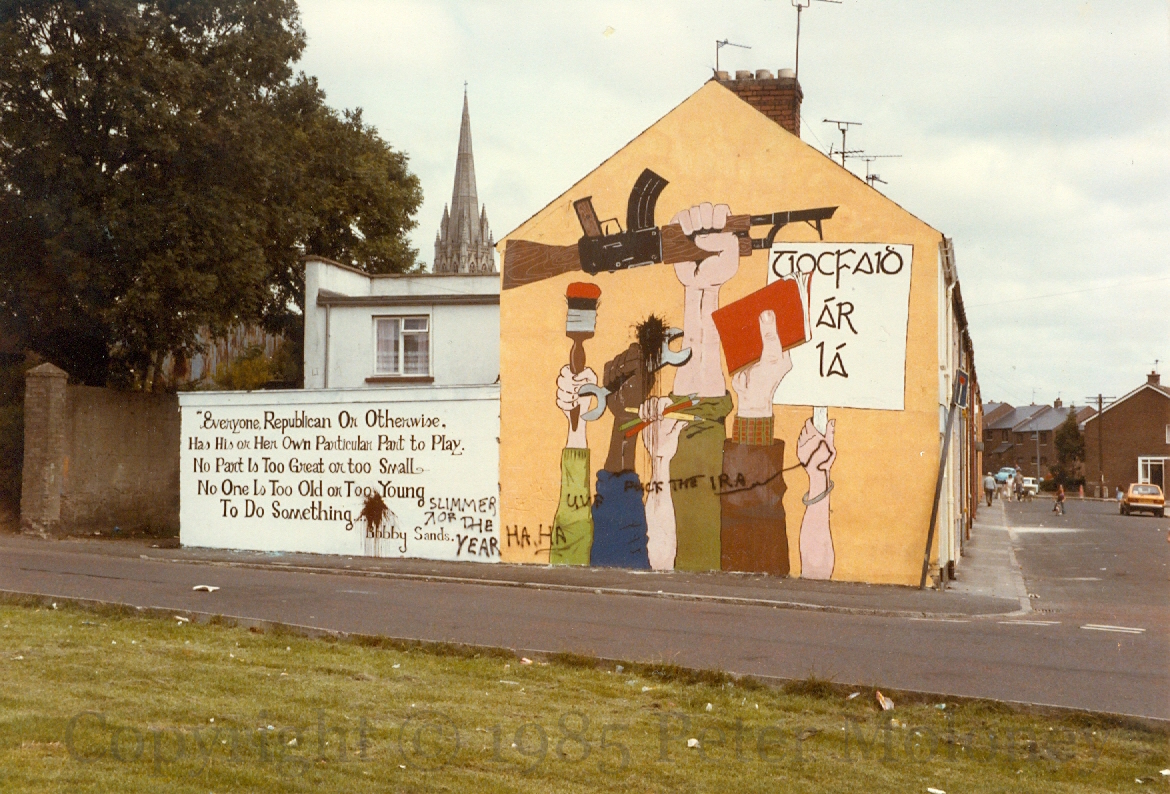 "Everyone, Republican Or Otherwise,
Has His or Her Own Particular Part to Play.
No Part Is Too Great or too Small
No One Is Too Old or Too Young
To Do Something.
Bobby Sands.
SLIMMER
FOR THE
YEAR
HA, HA
UVF FUCK THE IRA
TIOCFAIDH
ÁR
LÁ
Copyright © 1985 Peter Moloney